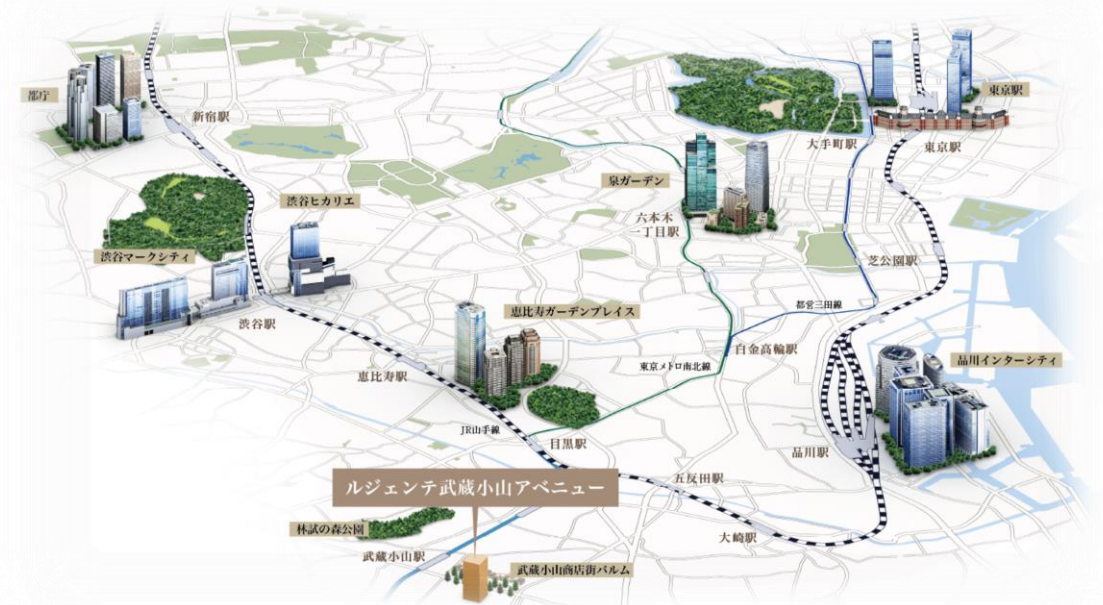 都庁
新宿駅
東京駅
大手町駅
東京駅
泉ガーデン
六本木
一丁目駅
渋谷ヒカリエ
渋谷マークシティ
芝公園駅
都営三田線
渋谷駅
恵比寿ガーデンプレイス
白金高輪駅
品川インターシティ
東京メトロ南北線
恵比寿駅
JR山手線
目黒駅
品川駅
五反田駅
ルジェンテ武蔵小山アベニュー
林試の森公園
大崎駅
武蔵小山駅
武蔵小山商店街パルム